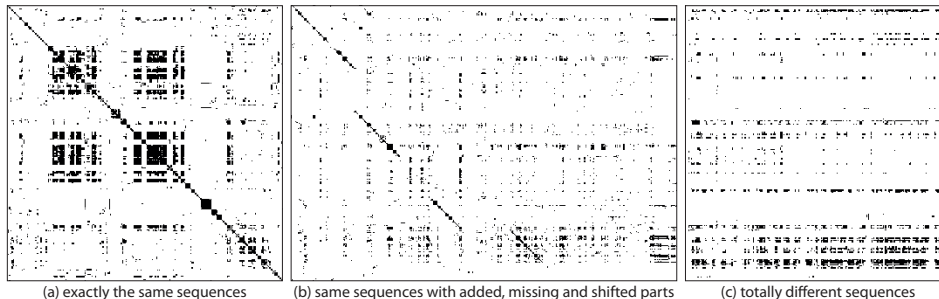 (a) exactly the same sequences
(b) same sequences with added, missing and shifted parts
(c) totally different sequences